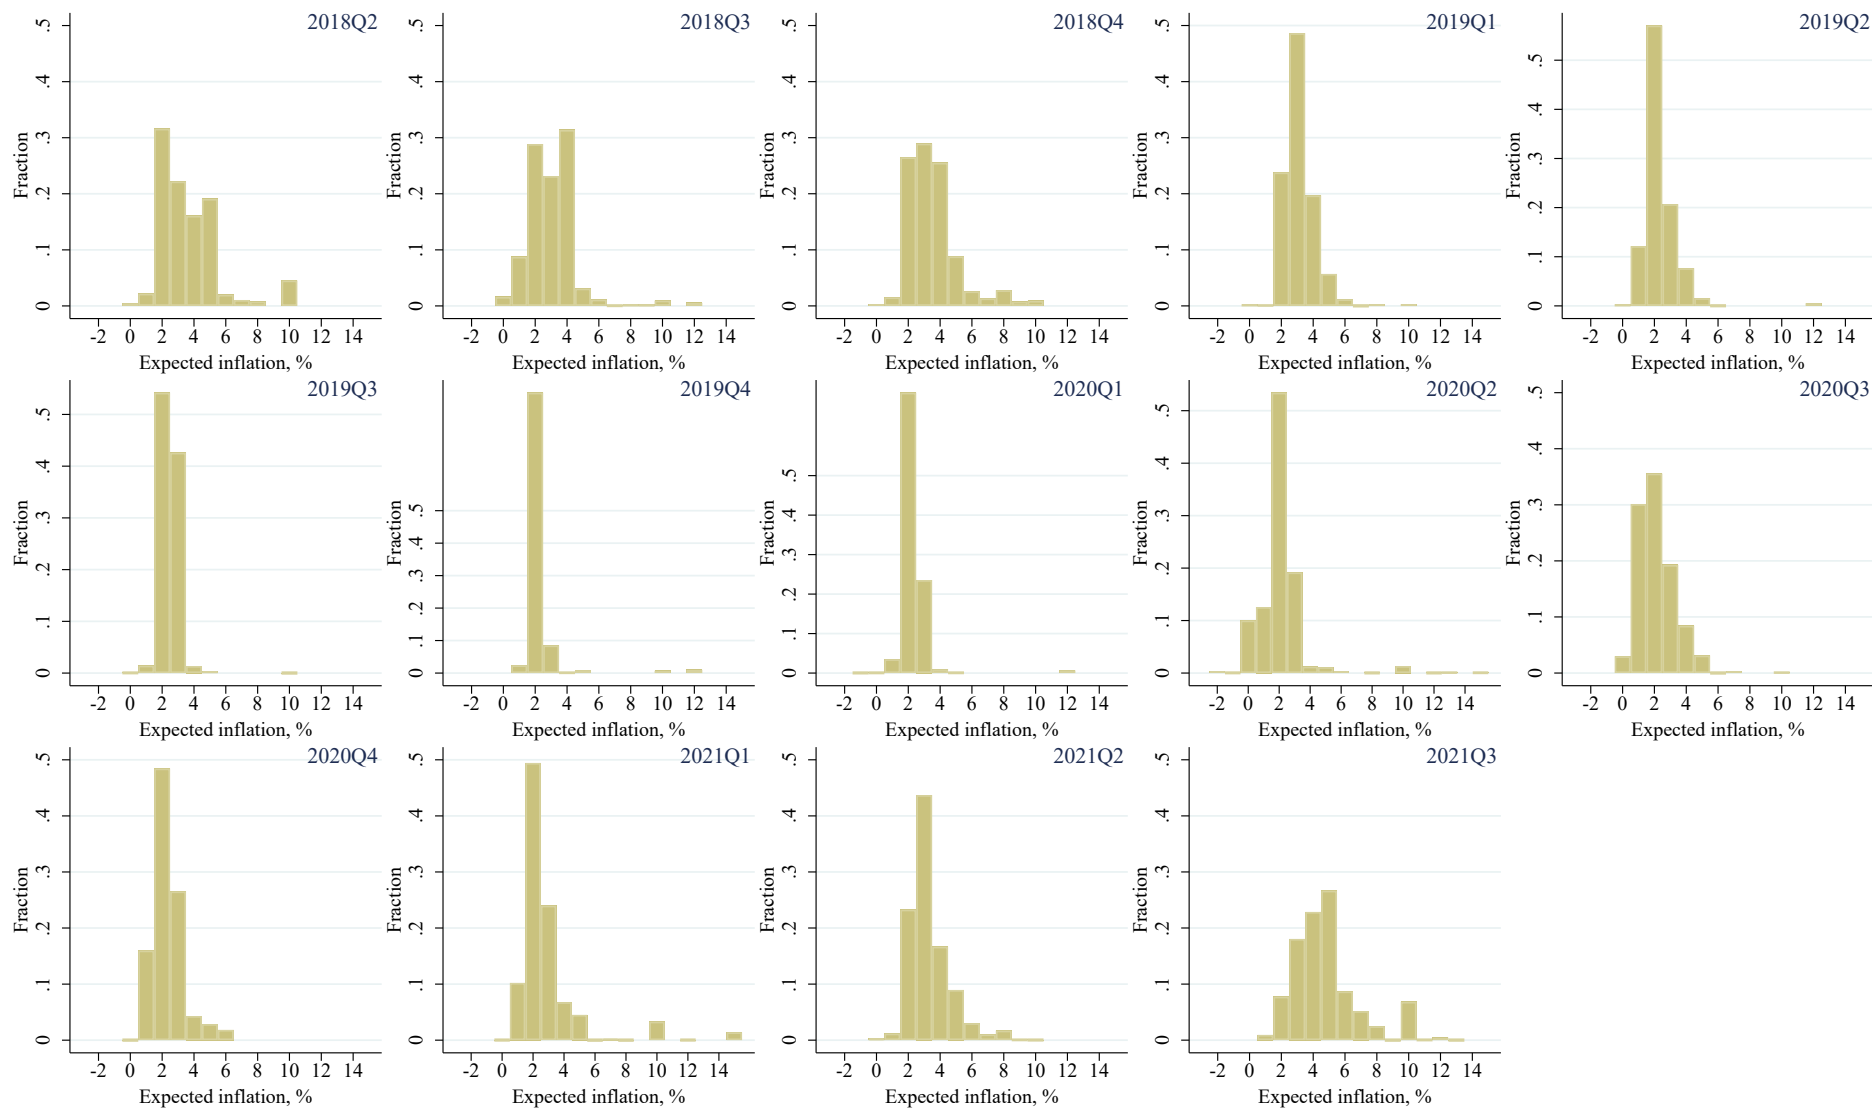 2018Q2
Fraction
0 .1 .2 .3 .4 .5
-2 0 2 4 6 8 10 12 14
Expected inflation, %
2018Q3
Fraction
0 .1 .2 .3 .4 .5
-2 0 2 4 6 8 10 12 14
Expected inflation, %
2018Q4
Fraction
0 .1 .2 .3 .4 .5
-2 0 2 4 6 8 10 12 14
Expected inflation, %
2019Q1
Fraction
0 .1 .2 .3 .4 .5
-2 0 2 4 6 8 10 12 14
Expected inflation, %
2019Q2
Fraction
0 .1 .2 .3 .4 .5
-2 0 2 4 6 8 10 12 14
Expected inflation, %
2019Q3
Fraction
0 .1 .2 .3 .4 .5
-2 0 2 4 6 8 10 12 14
Expected inflation, %
2019Q4
Fraction
0 .1 .2 .3 .4 .5
-2 0 2 4 6 8 10 12 14
Expected inflation, %
2020Q1
Fraction
0 .1 .2 .3 .4 .5
-2 0 2 4 6 8 10 12 14
Expected inflation, %
2020Q2
Fraction
0 .1 .2 .3 .4 .5
-2 0 2 4 6 8 10 12 14
Expected inflation, %
2020Q3
Fraction
0 .1 .2 .3 .4 .5
-2 0 2 4 6 8 10 12 14
Expected inflation, %
2020Q4
Fraction
0 .1 .2 .3 .4 .5
-2 0 2 4 6 8 10 12 14
Expected inflation, %
2021Q1
Fraction
0 .1 .2 .3 .4 .5
-2 0 2 4 6 8 10 12 14
Expected inflation, %
2021Q2
Fraction
0 .1 .2 .3 .4 .5
-2 0 2 4 6 8 10 12 14
Expected inflation, %
2021Q3
Fraction
0 .1 .2 .3 .4 .5
-2 0 2 4 6 8 10 12 14
Expected inflation, %